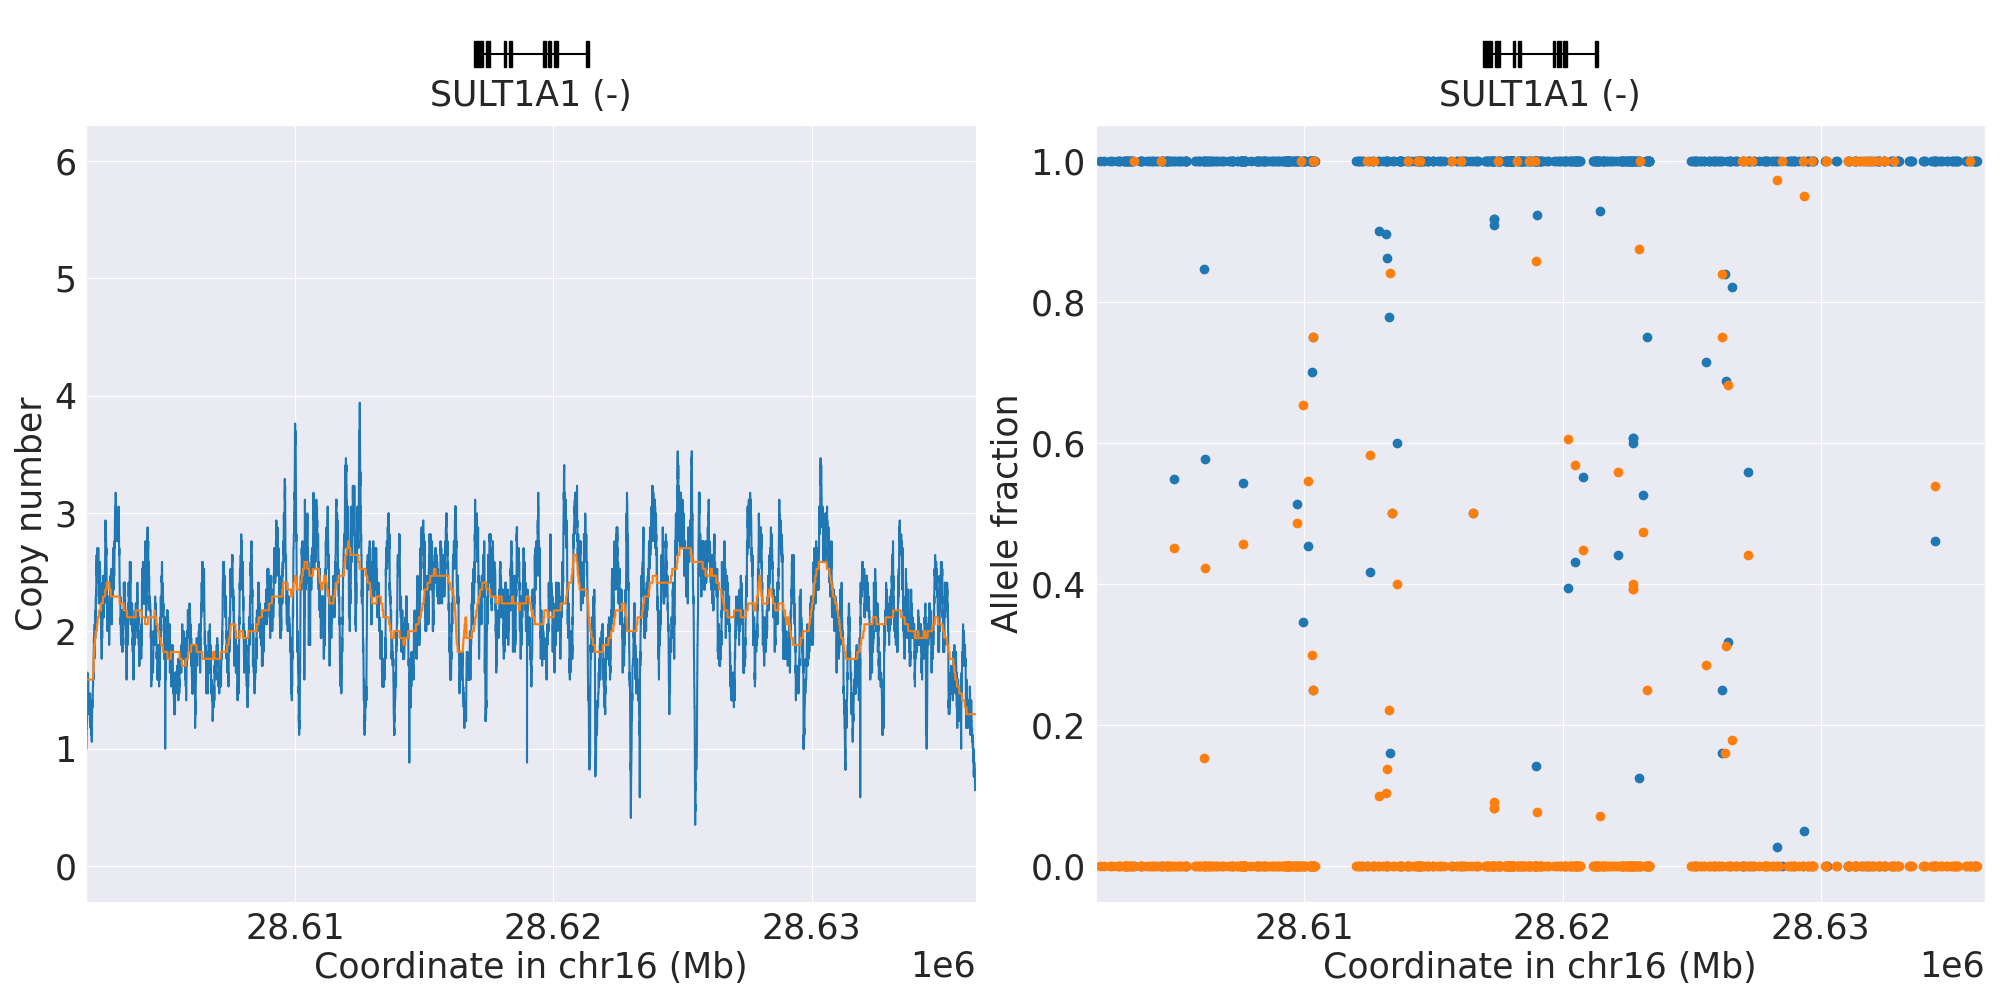 SULT1A1 (-)
6
5
4
3
2
1
0
Copy number
28.61
28.62
28.63
Coordinate in chr16 (Mb)
1e6
SULT1A1 (-)
1.0
0.8
0.6
0.4
0.2
0.0
Allele fraction
28.61
28.62
28.63
Coordinate in chr16 (Mb)
1e6